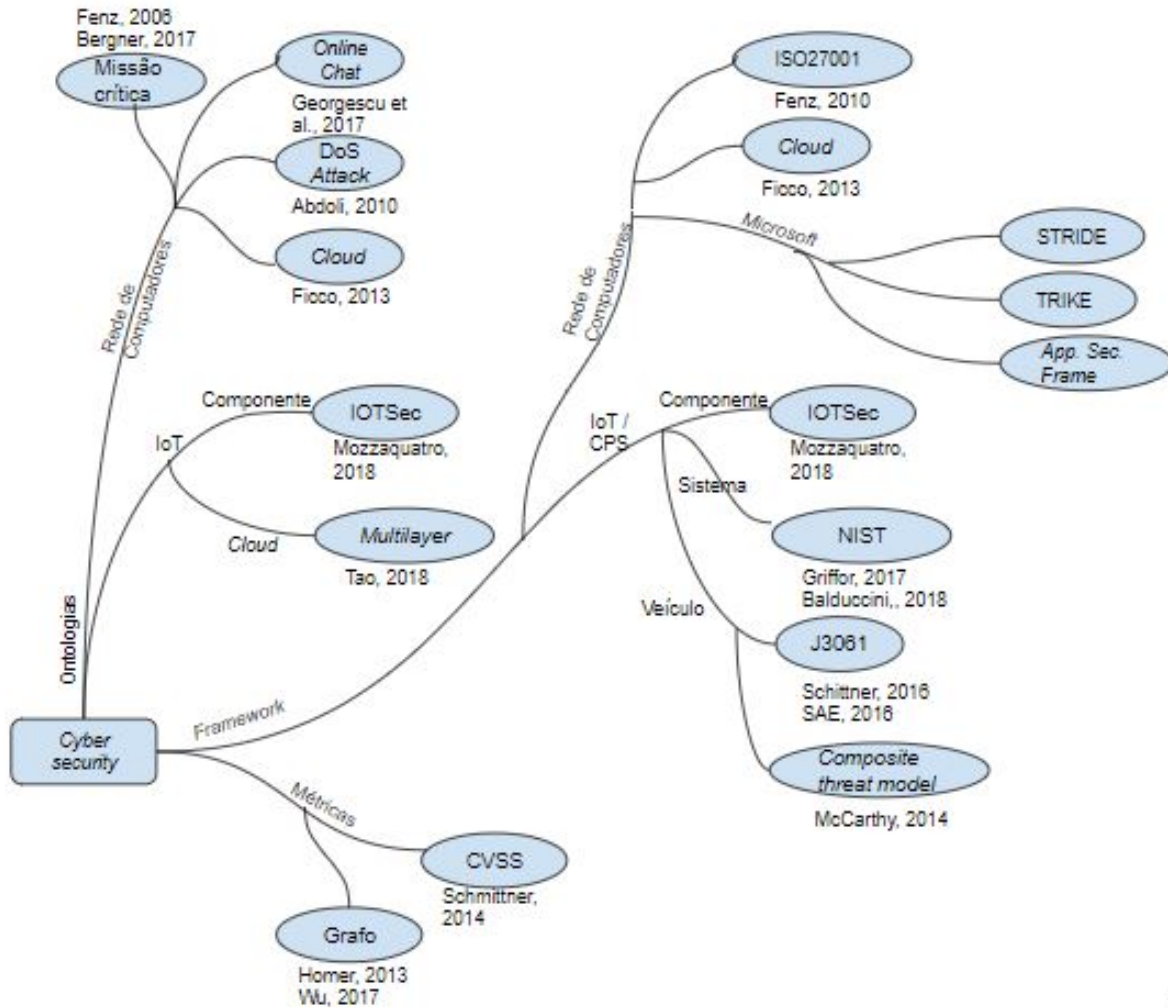 Fenz, 2006
Bergner, 2017
Missão
crítica
Online
Chat
Georgescu et
al., 2017
DoS
Attack
Abdoli, 2010
Cloud
Ficco, 2013
Rede de
Computadores
ISO27001
Fenz, 2010
Cloud
Ficco, 2013
Rede de
Computadores
Microsoft
STRIDE
TRIKE
App. Sec.
Frame
IoT
Componente
IOTSec
Mozzaquatro,
2018
Cloud
Multilayer
Tao, 2018
IoT /
CPS
Componente
IOTSec
Mozzaquatro,
2018
Sistema
NIST
Griffor, 2017
Balduccini,, 2018
Veículo
J3061
Schittner, 2016
SAE, 2016
Composite
threat model
McCarthy, 2014
Ontologias
Cyber
security
Framework
Métricas
CVSS
Schmittner,
2014
Grafo
Homer, 2013
Wu, 2017